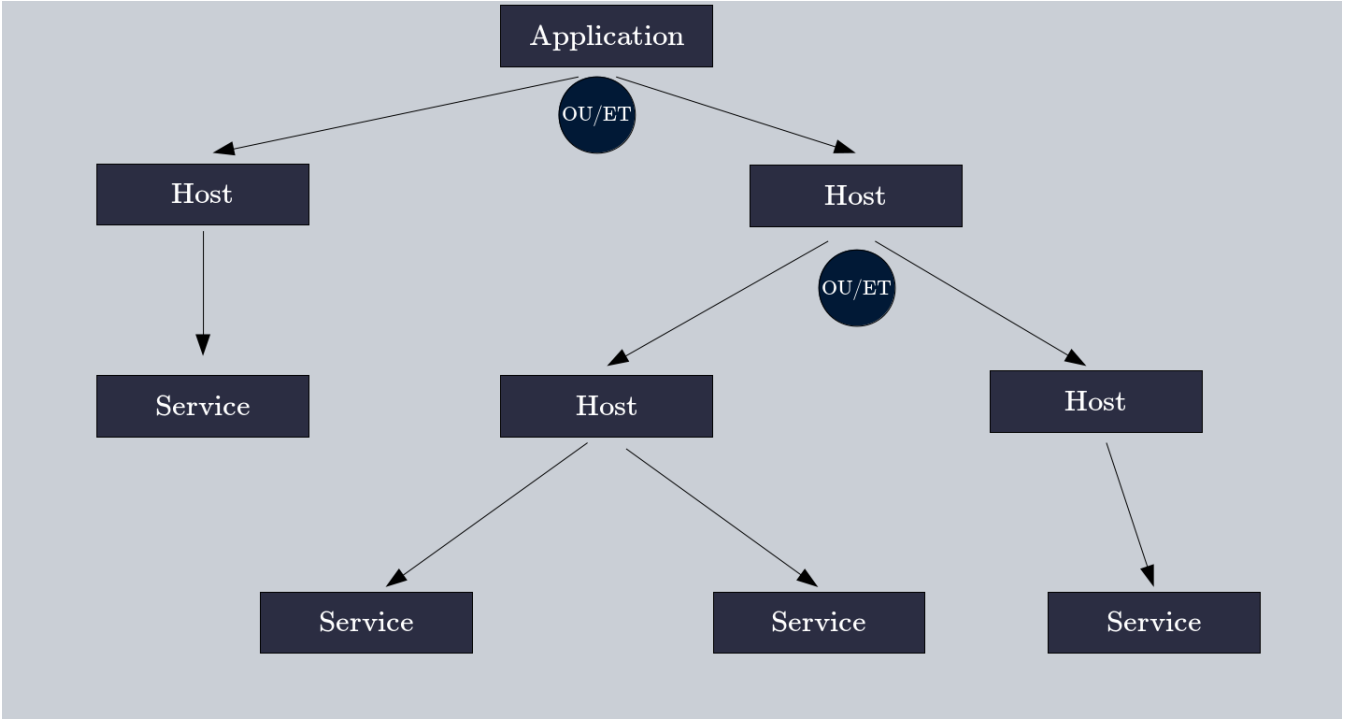 Application
OU/ET
Host
Host
OU/ET
Service
Host
Host
Service
Service
Service